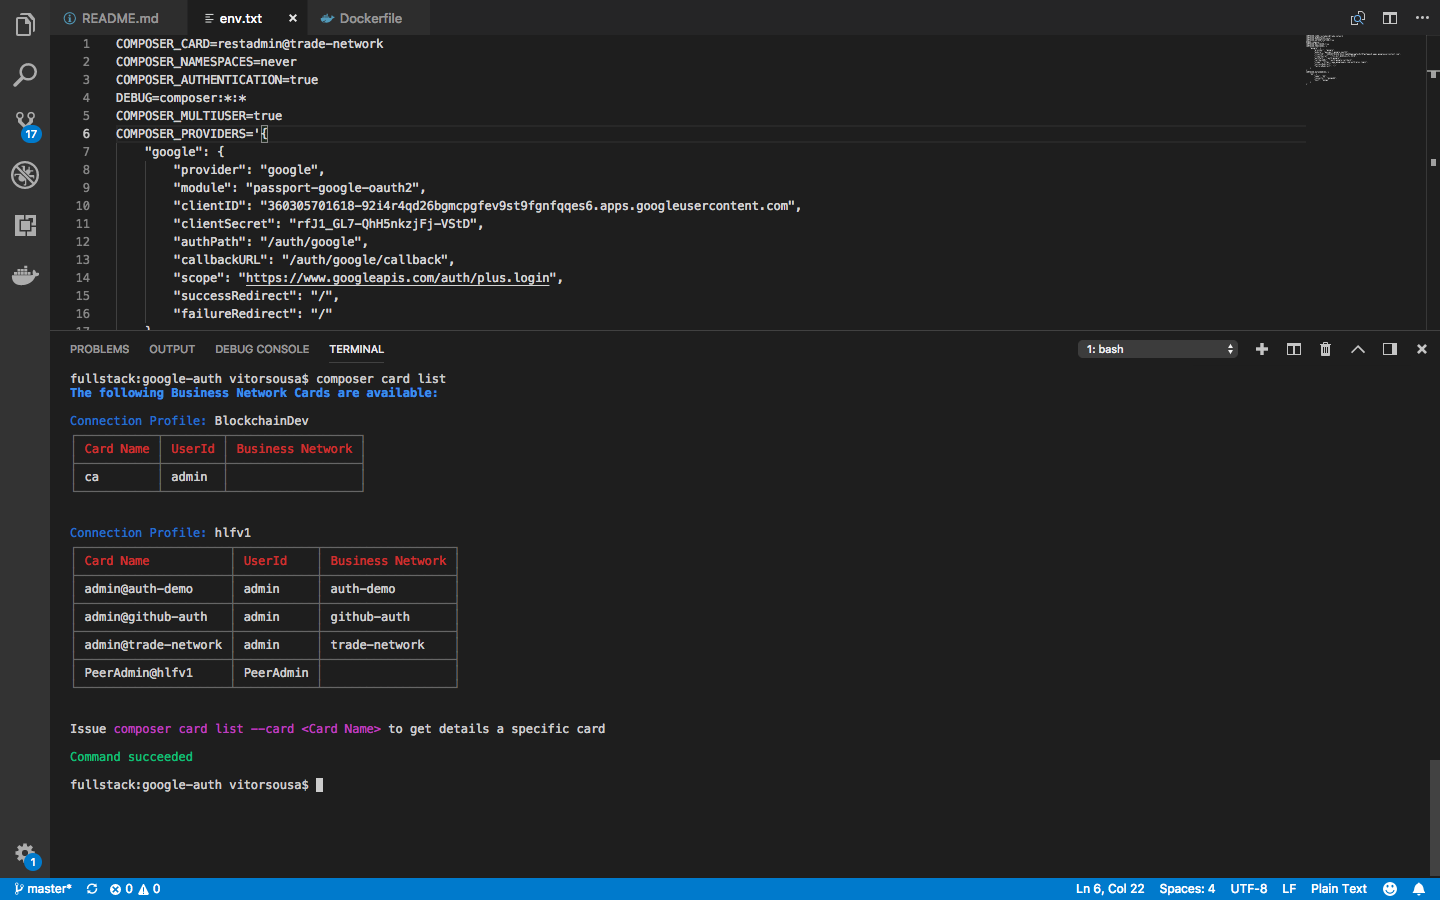 README.md env.txt Dockerfile
1 COMPOSER_CARD=restadmin@trade-network
2 COMPOSER_NAMESPACES=never
3 COMPOSER_AUTHENTICATION=true
4 DEBUG=composer:*:*
5 COMPOSER_MULTIUSER=true
6 COMPOSER_PROVIDERS='{
7 "google": {
8 "provider": "google",
9 "module": "passport-google-oauth2",
10 "clientID": "360305701618-92i4r4qd26bgmcpgfev9st9fgnfqqes6.apps.googleusercontent.com",
11 "clientSecret": "rfJ1_GL7-QhH5nkzjFj-VStD",
12 "authPath": "/auth/google",
13 "callbackURL": "/auth/google/callback",
14 "scope": "https://www.googleapis.com/auth/plus.login",
15 "successRedirect": "/",
16 "failureRedirect": "/"
17 }
17
PROBLEMS OUTPUT DEBUG CONSOLE TERMINAL 1: bash
fullstack:google-auth vitorsousa$ composer card list
The following Business Network Cards are available:
Connection Profile: BlockchainDev
Card Name UserId Business Network
ca admin
Connection Profile: hlfv1
Card Name UserId Business Network
admin@auth-demo admin auth-demo
admin@github-auth admin github-auth
admin@trade-network admin trade-network
PeerAdmin@hlfv1 PeerAdmin
Issue composer card list --card <Card Name> to get details a specific card
Command succeeded
fullstack:google-auth vitorsousa$
1
master* 0 0 Ln 6, Col 22 Spaces: 4 UTF-8 LF Plain Text